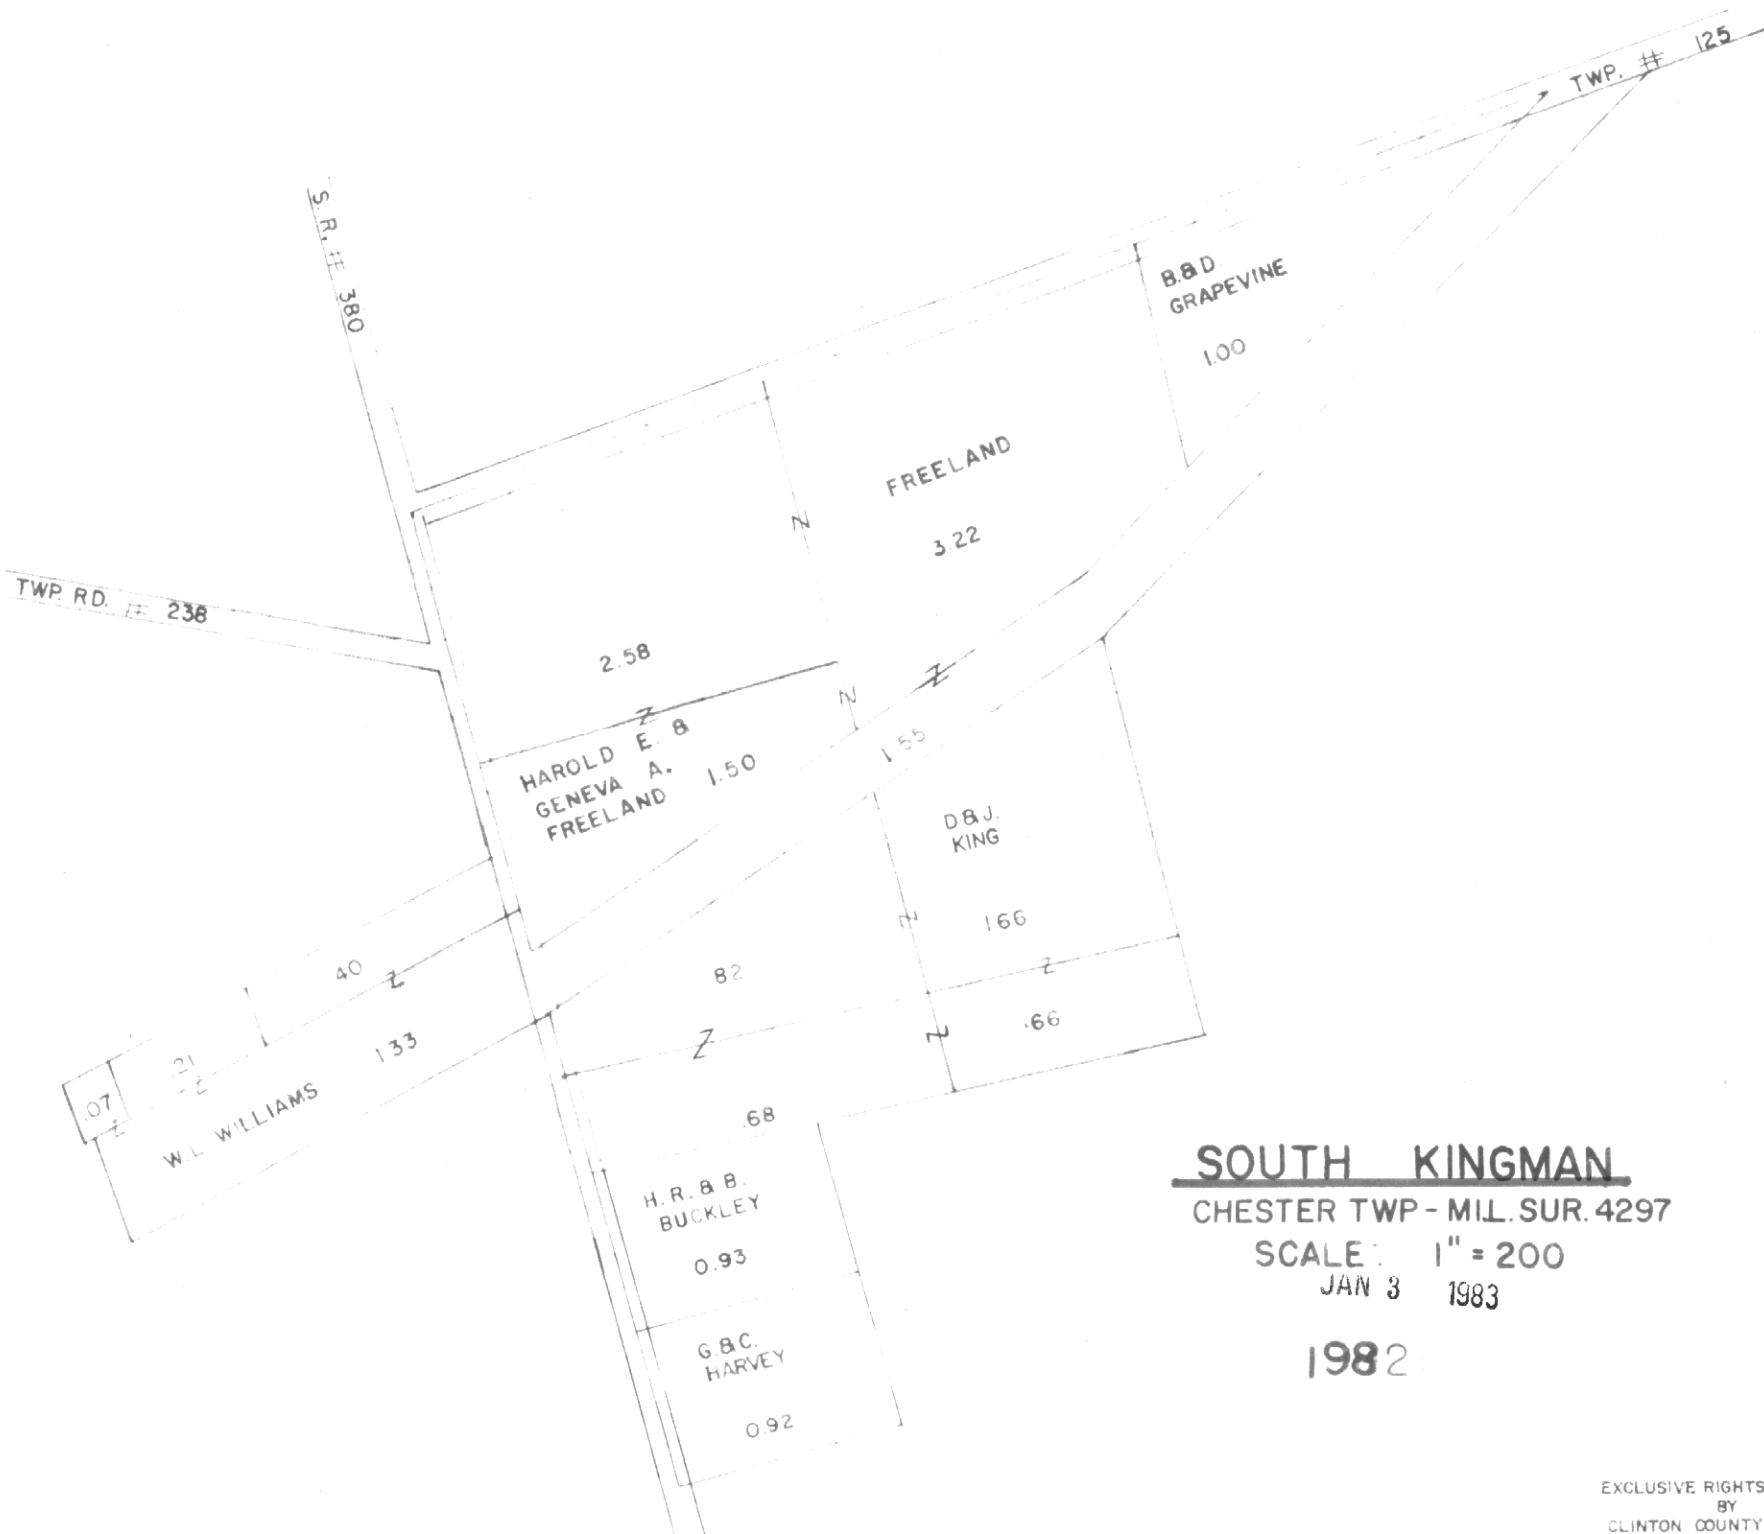 TWP. # 125
S. R. # 380
B. & D.
GRAPEVINE
1.00
FREELAND
3.22
TWP. RD. # 238
2.58
HAROLD E. &
GENEVA A.
FREELAND 1.50
1.55
D & J.
KING
1 66
.66
82
40
1 33
.21
.07
W. L. WILLIAMS
.68
H. R. & B.
BUCKLEY
0.93
G. & C.
HARVEY
0.92
SOUTH KINGMAN
CHESTER TWP - MIL. SUR. 4297
SCALE: 1" = 200
JAN 3 1983
1982
EXCLUSIVE RIGHTS
BY
CLINTON COUNTY